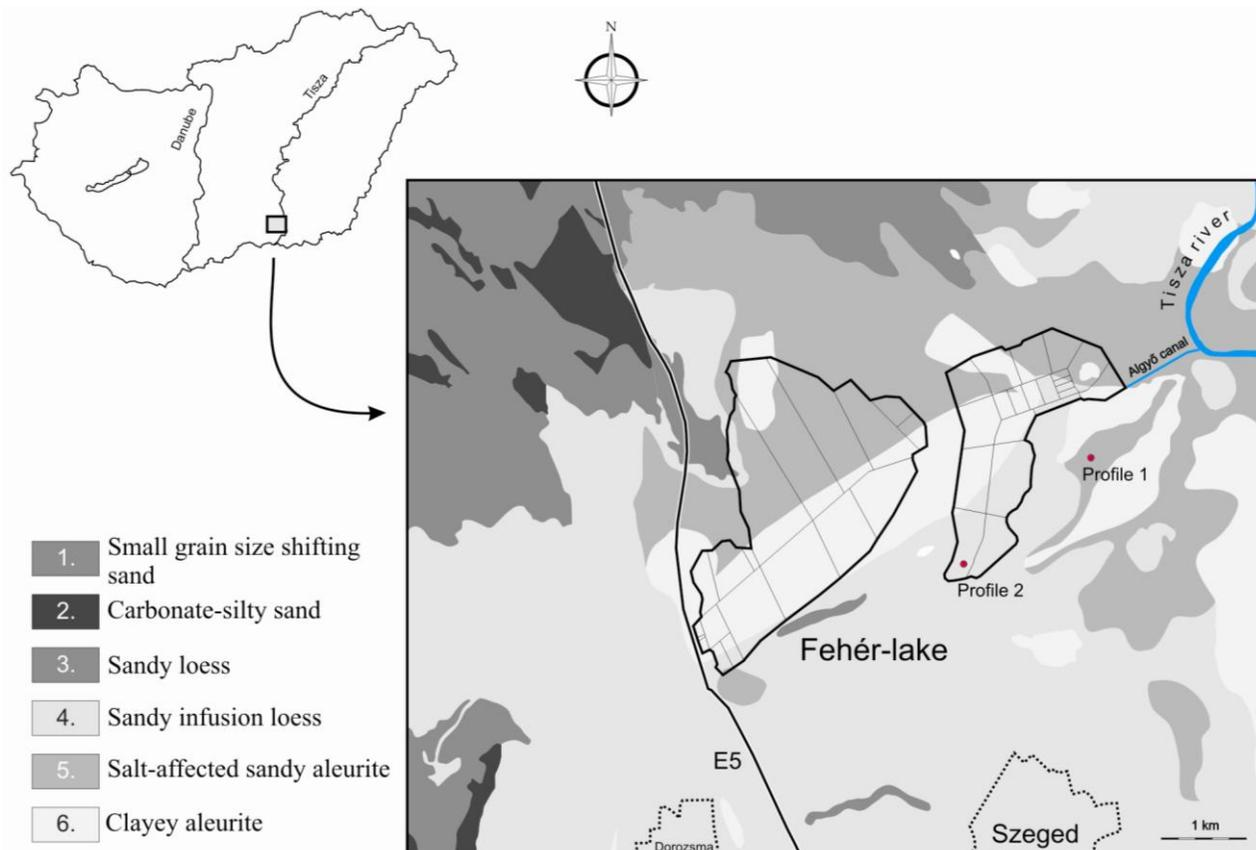 N
Danube
Tisza
Tisza river
Algyő canal
Profile 1
Profile 2
Fehér-lake
E5
Szeged
Dorozsma
1 km
1. Small grain size shifting
sand
2. Carbonate-silty sand
3. Sandy loess
4. Sandy infusion loess
5. Salt-affected sandy aleurite
6. Clayey aleurite